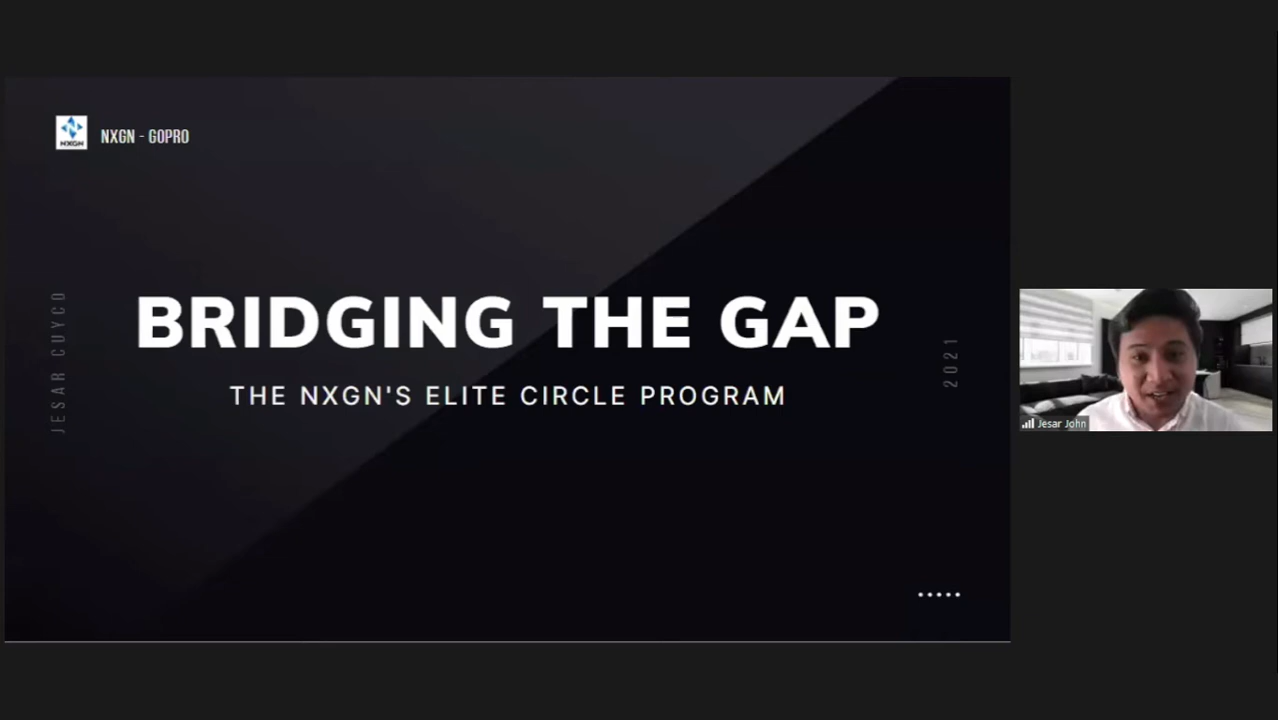 NXGN
NXGN - GOPRO
JESAR CUYCO
BRIDGING THE GAP
THE NXGN'S ELITE CIRCLE PROGRAM
2021
Jesar John